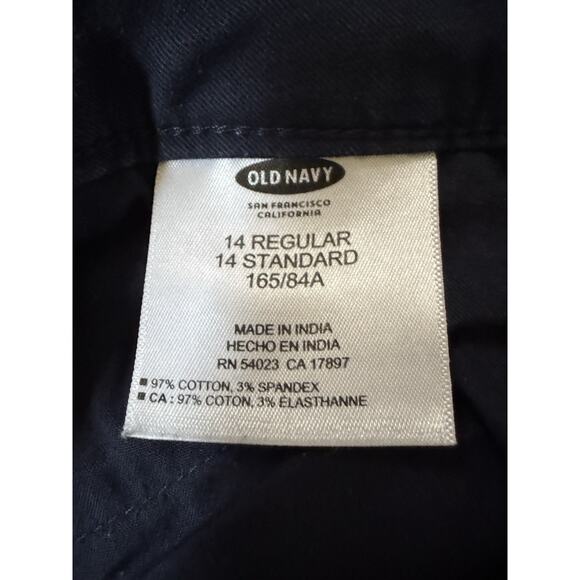 OLD NAVY
SAN FRANCISCO
CALIFORNIA
14 REGULAR
14 STANDARD
165/84A
MADE IN INDIA
HECHO EN INDIA
RN 54023 CA 17897
97% COTTON, 3% SPANDEX
CA : 97% COTON, 3% ÉLASTHANNE